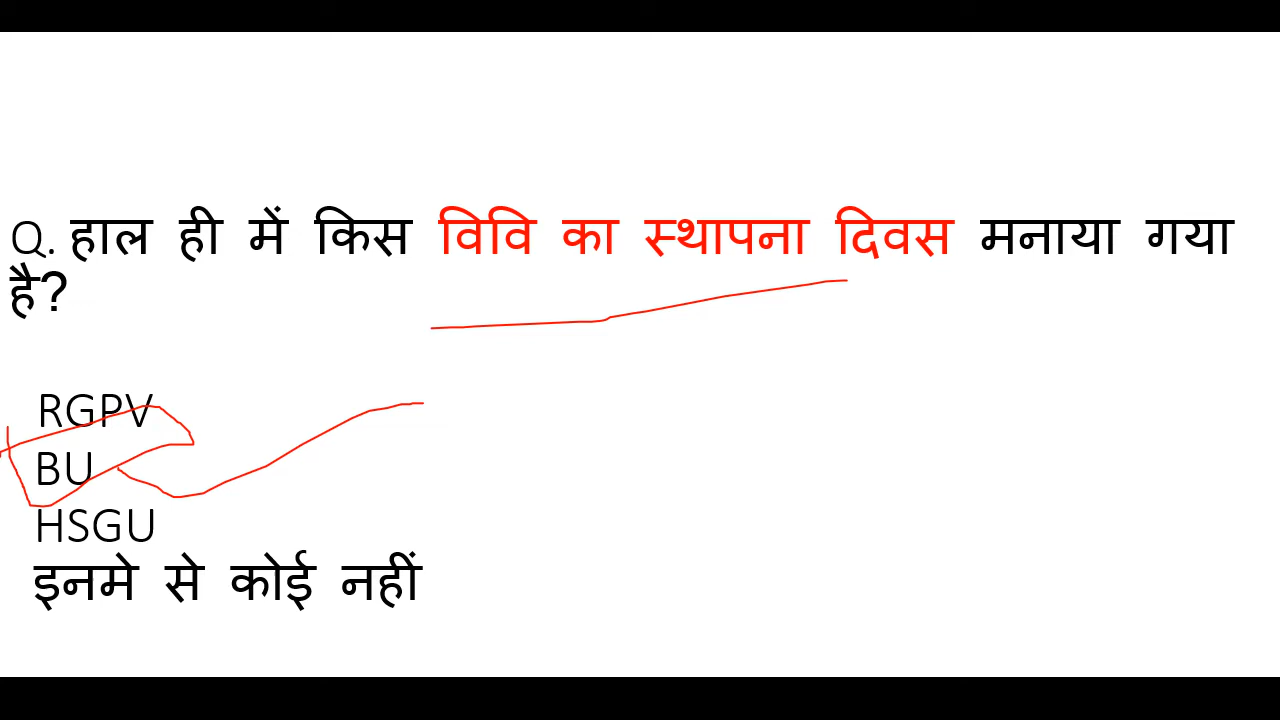 Q. हाल ही में किस विवि का स्थापना दिवस मनाया गया
है?
RGPV
BU
HSGU
इनमे से कोई नहीं